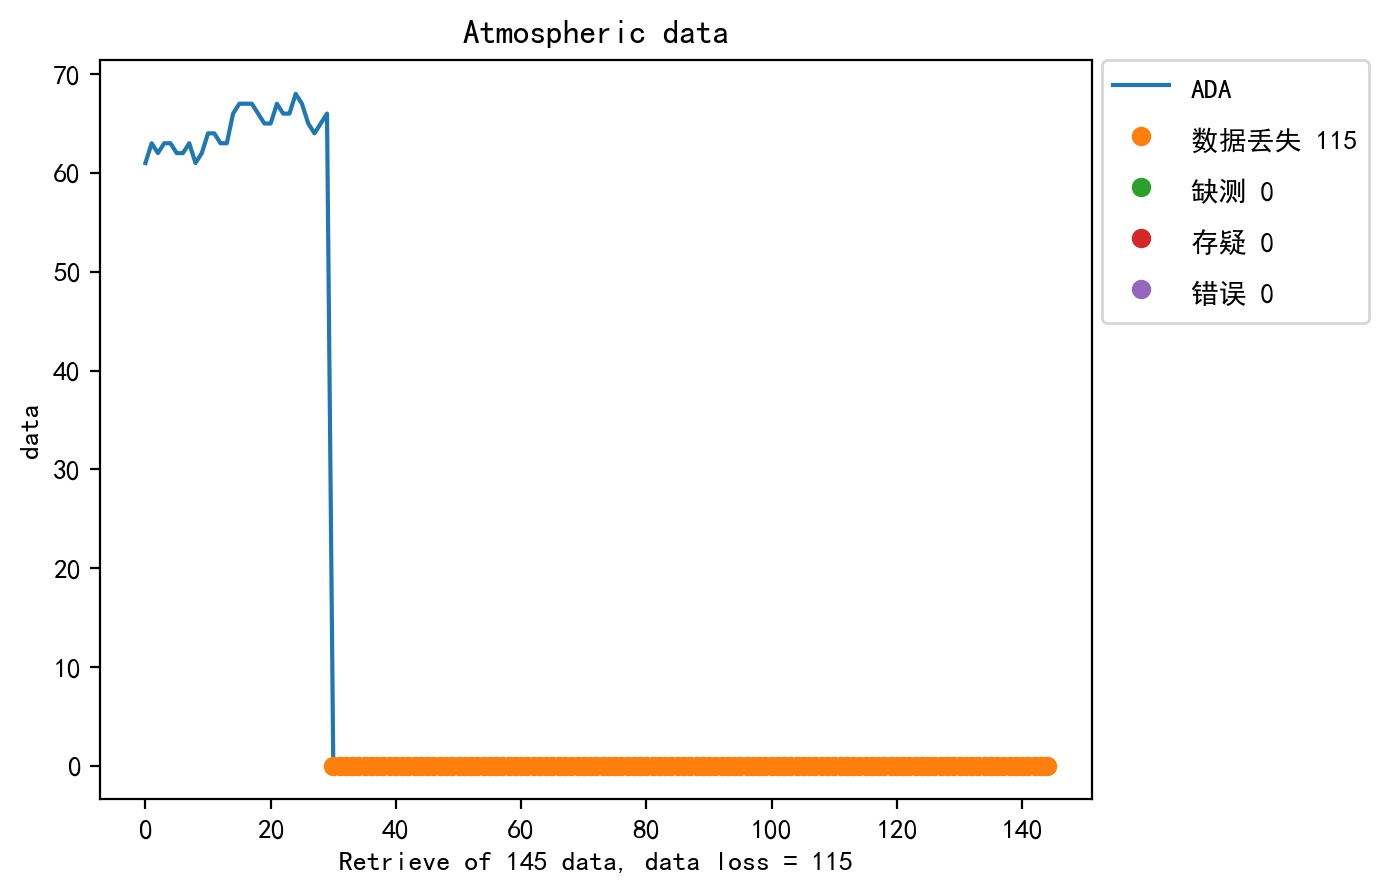 Atmospheric data
70
60
50
40
30
20
10
0
data
0 20 40 60 80 100 120 140
Retrieve of 145 data, data loss = 115
ADA
数据丢失 115
缺测 0
存疑 0
错误 0